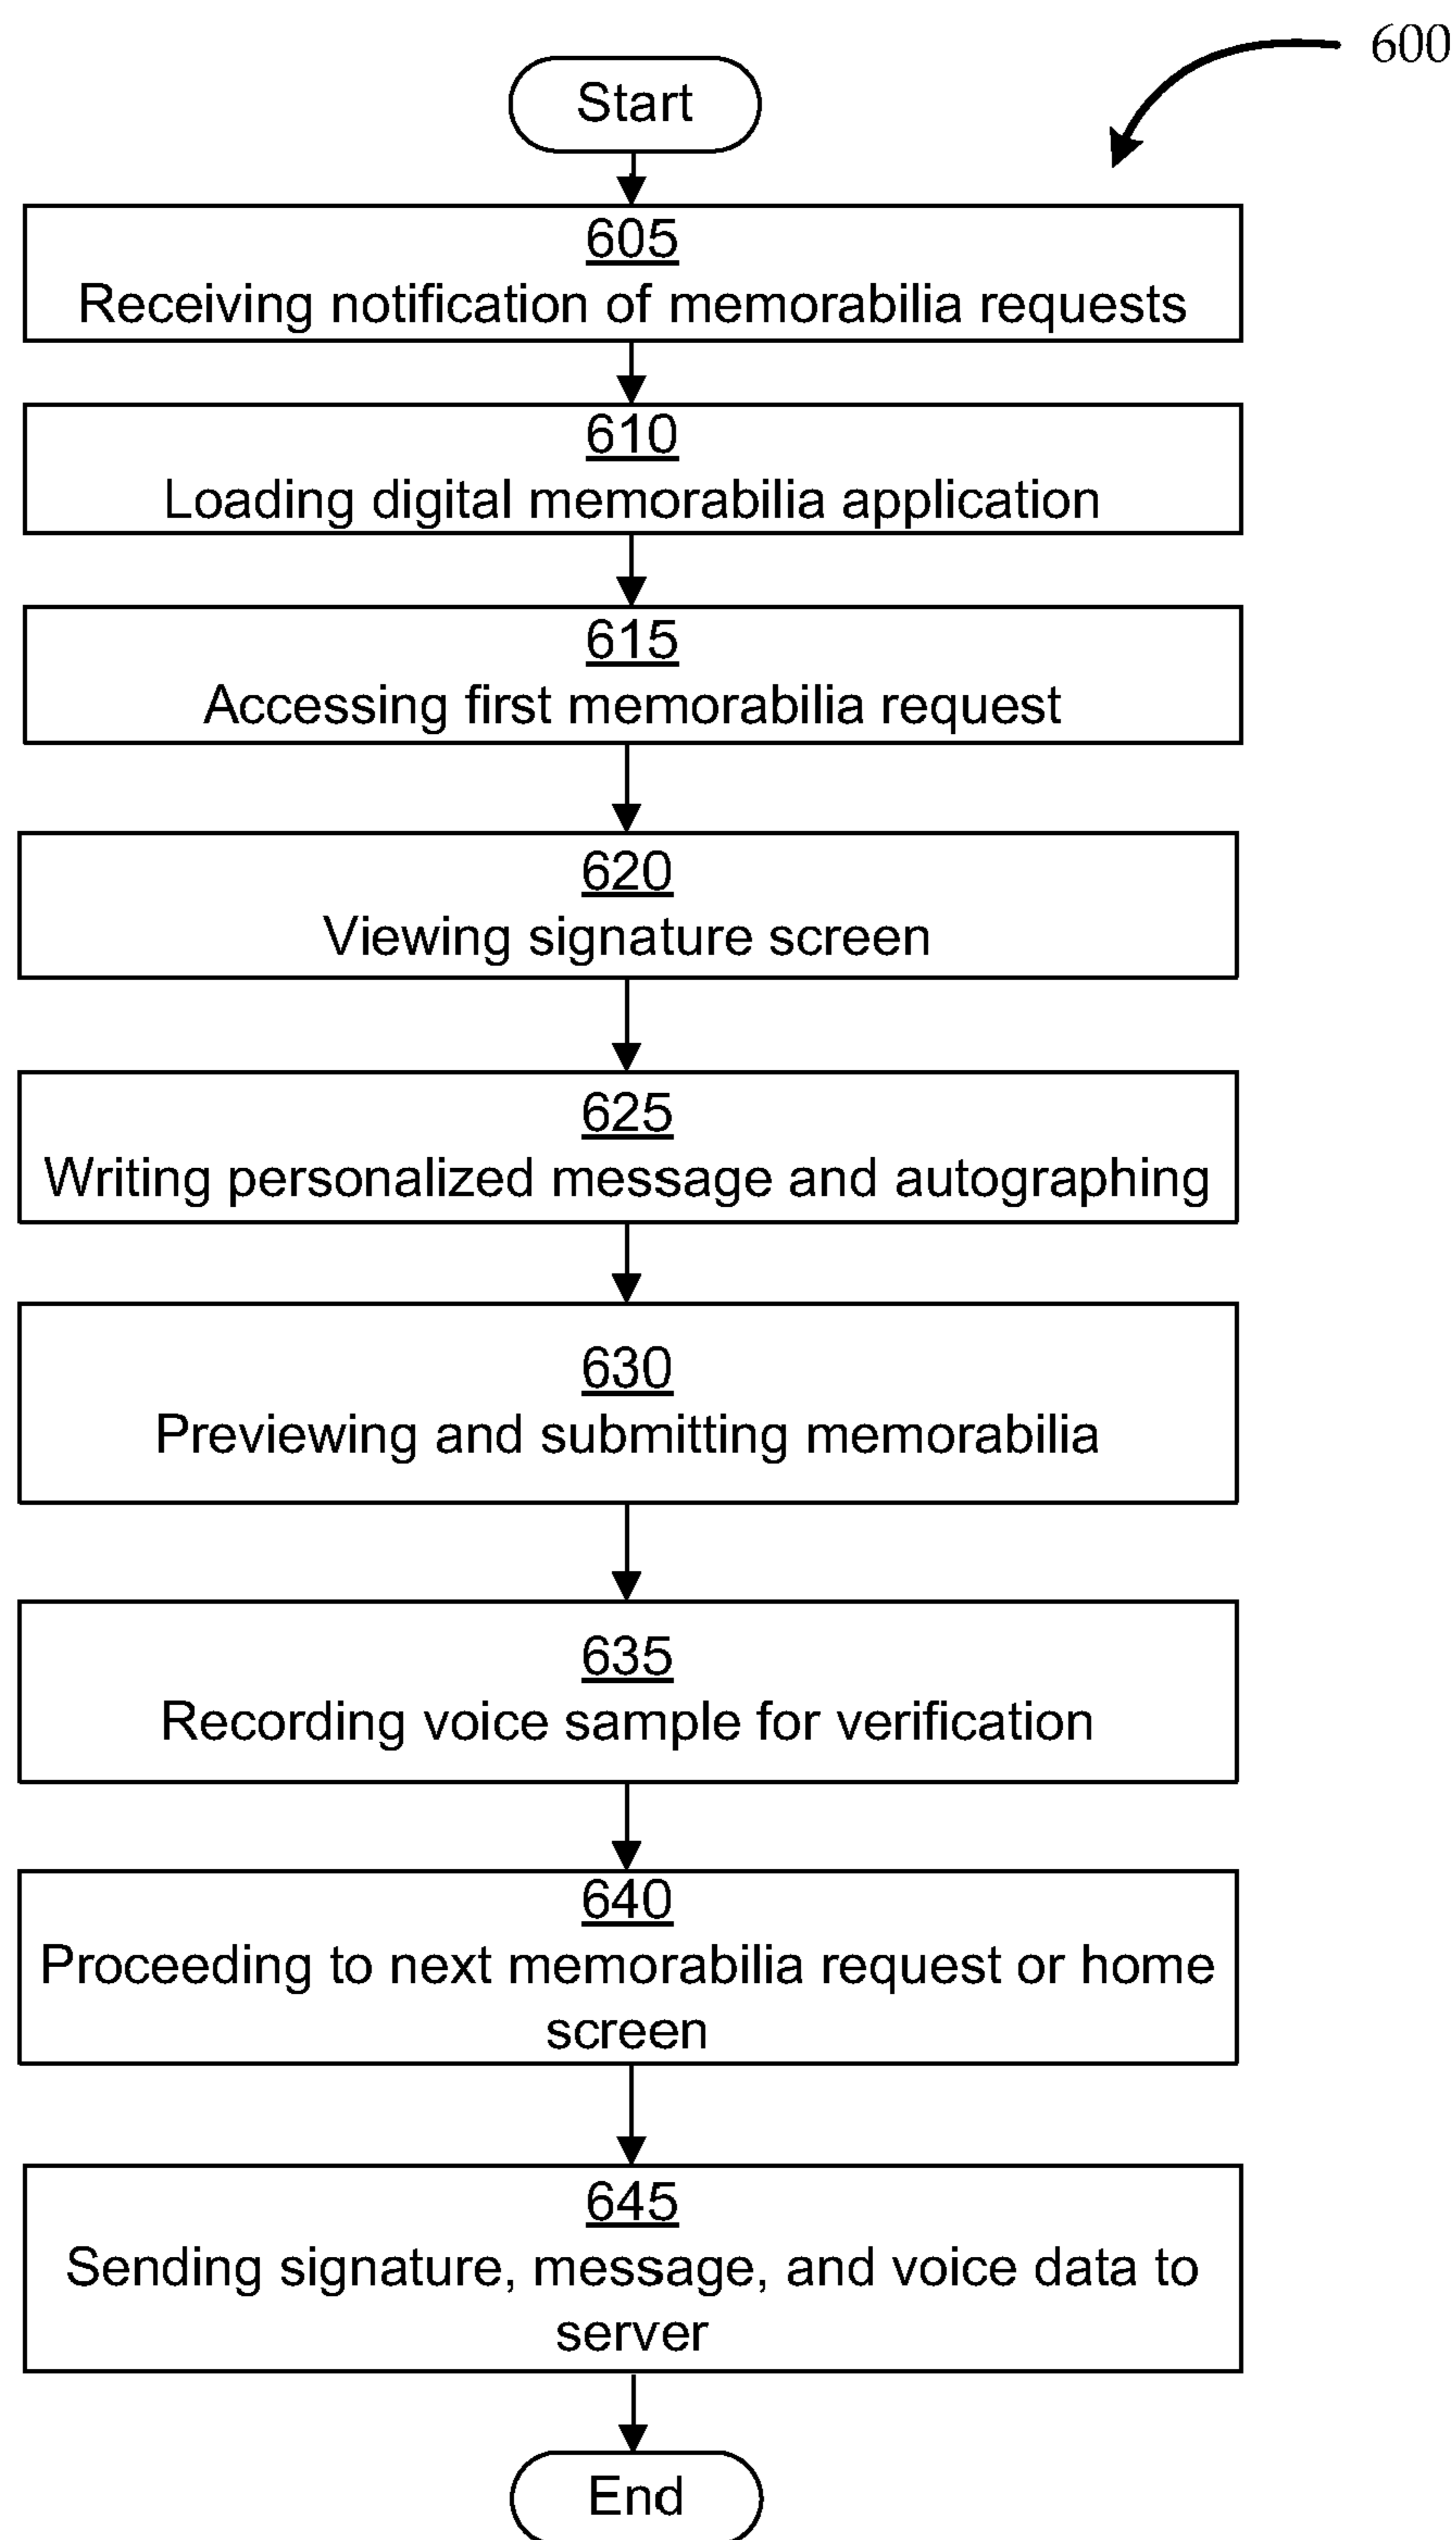 600
Start
605
Receiving notification of memorabilia requests
610
Loading digital memorabilia application
615
Accessing first memorabilia request
620
Viewing signature screen
625
Writing personalized message and autographing
630
Previewing and submitting memorabilia
635
Recording voice sample for verification
640
Proceeding to next memorabilia request or home
screen
645
Sending signature, message, and voice data to
server
End